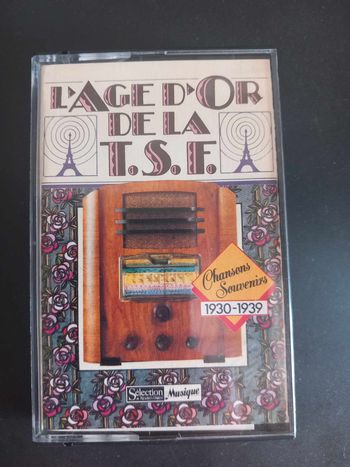 L'AGE D'OR
DE LA
T.S.F.
Chansons
Souvenirs
1930-1939
Sélection
Musique